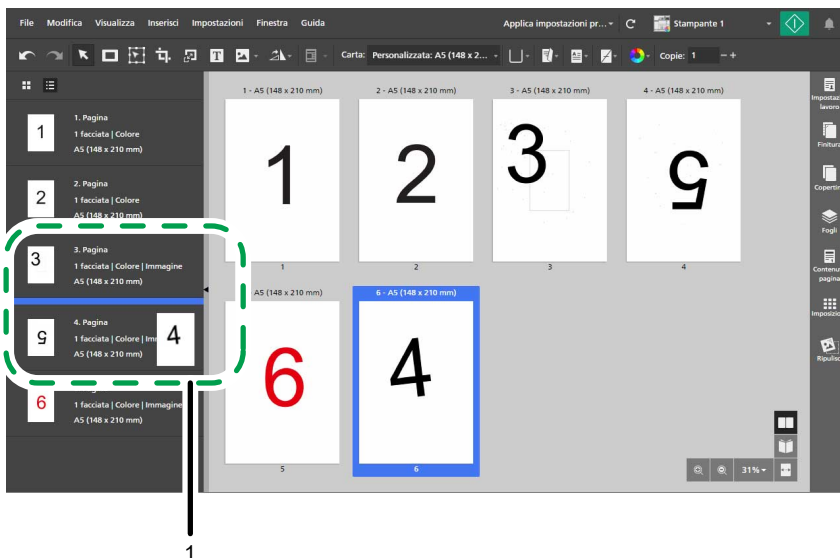 File Modifica Visualizza Inserisci Impostazioni Finestra Guida Applica impostazioni pr... Stampante 1
Carta: Personalizzata: A5 (148 x 2... Copie: 1 - +
1
1. Pagina
1 facciata | Colore
A5 (148 x 210 mm)
2
2. Pagina
1 facciata | Colore
A5 (148 x 210 mm)
3
3. Pagina
1 facciata | Colore | Immagine
A5 (148 x 210 mm)
5
4. Pagina
1 facciata | Colore | Im
A5 (148 x 210 mm)
4
6
1 facciata | Colore | Immagine
A5 (148 x 210 mm)
1 - A5 (148 x 210 mm)
1
1
2 - A5 (148 x 210 mm)
2
2
3 - A5 (148 x 210 mm)
3
3
4 - A5 (148 x 210 mm)
5
4
A5 (148 x 210 mm)
6
5
6 - A5 (148 x 210 mm)
4
6
31%
Impostaz
lavoro
Finitura
Copertin
Fogli
Contenu
pagina
Imposizio
Ripulisc
1